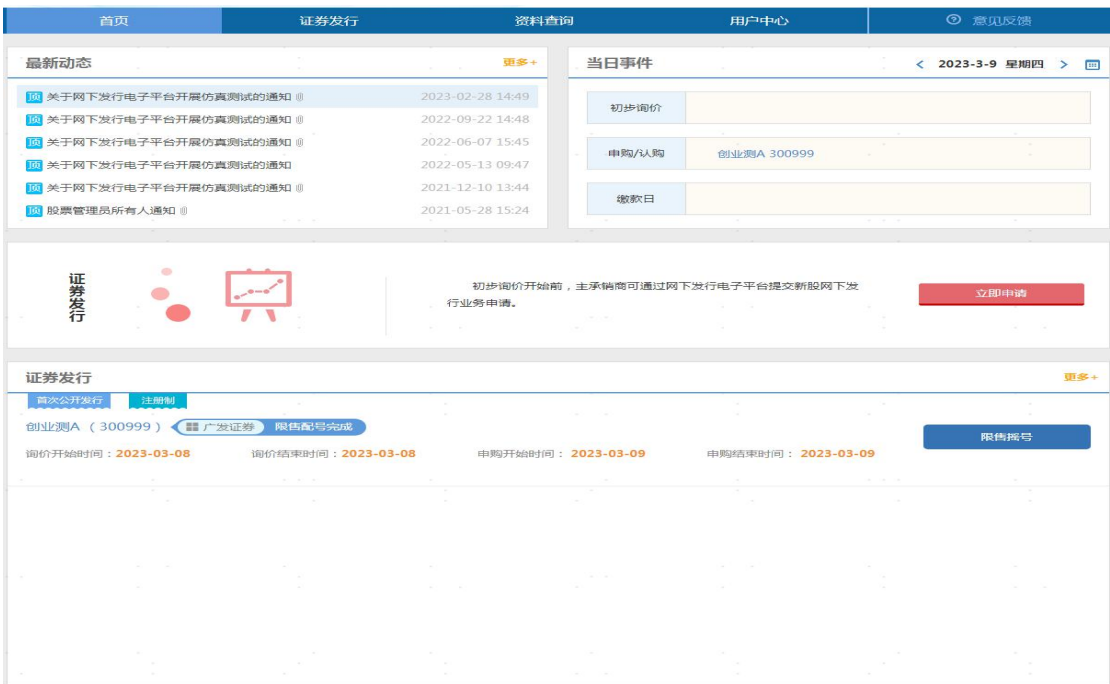 首页 证券发行 资料查询 用户中心 意见反馈
最新动态 更多+
顶 关于网下发行电子平台开展仿真测试的通知 2023-02-28 14:49
顶 关于网下发行电子平台开展仿真测试的通知 2022-09-22 14:48
顶 关于网下发行电子平台开展仿真测试的通知 2022-06-07 15:45
顶 关于网下发行电子平台开展仿真测试的通知 2022-05-13 09:47
顶 关于网下发行电子平台开展仿真测试的通知 2021-12-10 13:44
顶 股票管理员所有人通知 2021-05-28 15:24
当日事件 < 2023-3-9 星期四 >
初步询价
申购/认购 创业测A 300999
缴款日
证券发行
初步询价开始前，主承销商可通过网下发行电子平台提交新股网下发
行业务申请。
立即申请
证券发行 更多+
首次公开发行 注册制
创业测A （300999） 广发证券 限售配号完成
限售摇号
询价开始时间：2023-03-08 询价结束时间：2023-03-08 申购开始时间：2023-03-09 申购结束时间：2023-03-09